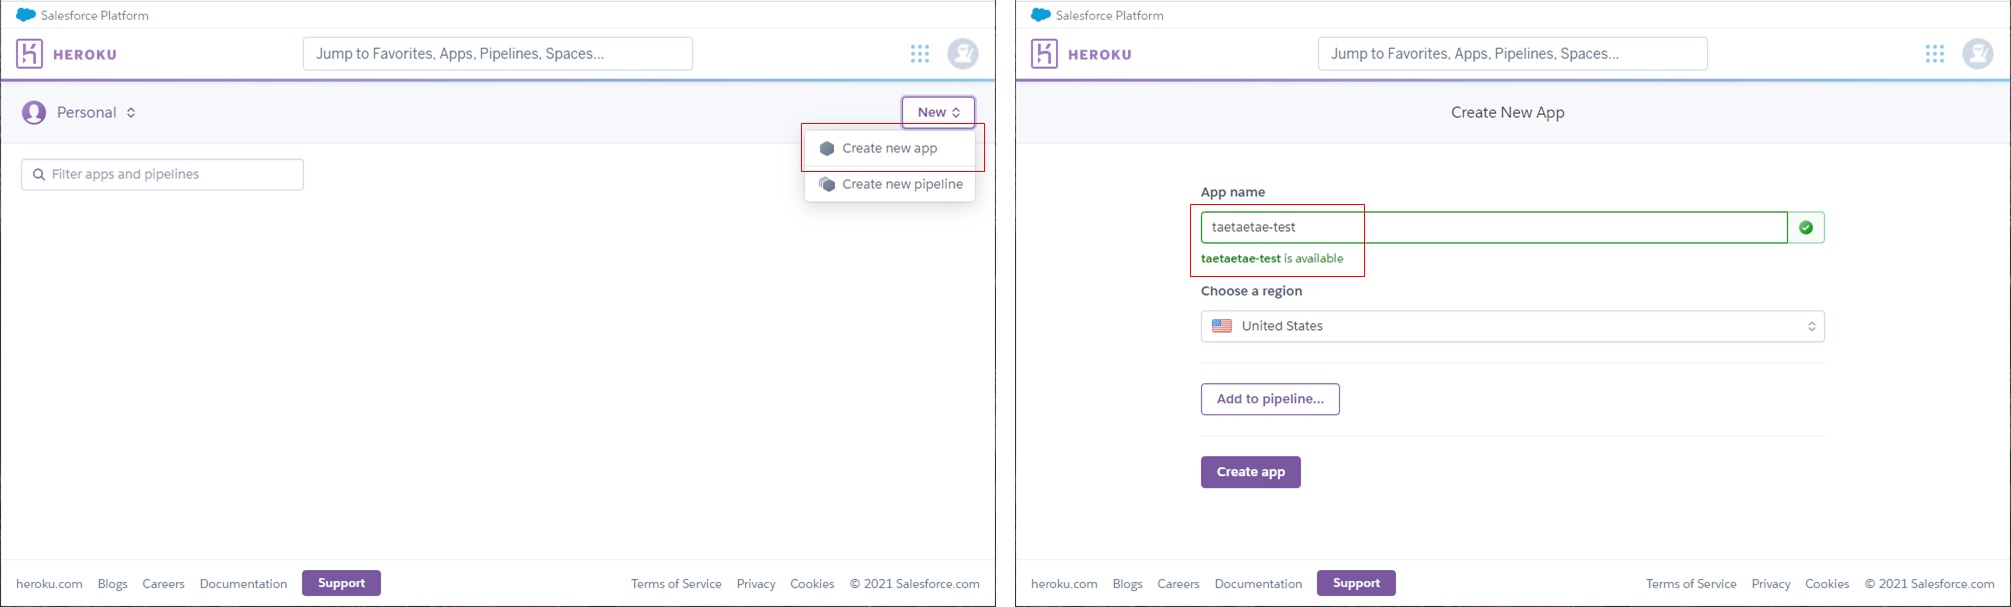 Salesforce Platform
HEROKU
Jump to Favorites, Apps, Pipelines, Spaces...
Personal
New
Create new app
Create new pipeline
Filter apps and pipelines
heroku.com Blogs Careers Documentation Support Terms of Service Privacy Cookies © 2021 Salesforce.com
Salesforce Platform
HEROKU
Jump to Favorites, Apps, Pipelines, Spaces...
Create New App
App name
taetaetae-test
taetaetae-test is available
Choose a region
United States
Add to pipeline...
Create app
heroku.com Blogs Careers Documentation Support Terms of Service Privacy Cookies © 2021 Salesforce.com